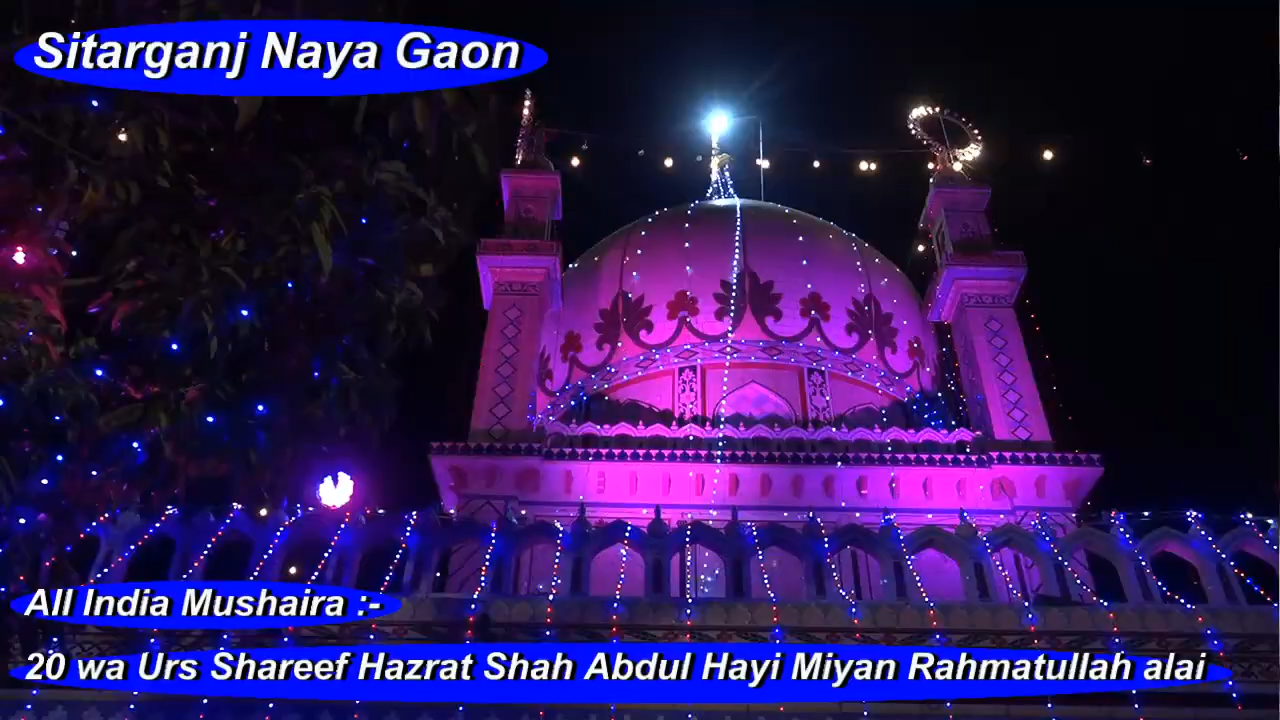 Sitarganj Naya Gaon
All India Mushaira :-
20 wa Urs Shareef Hazrat Shah Abdul Hayi Miyan Rahmatullah alai